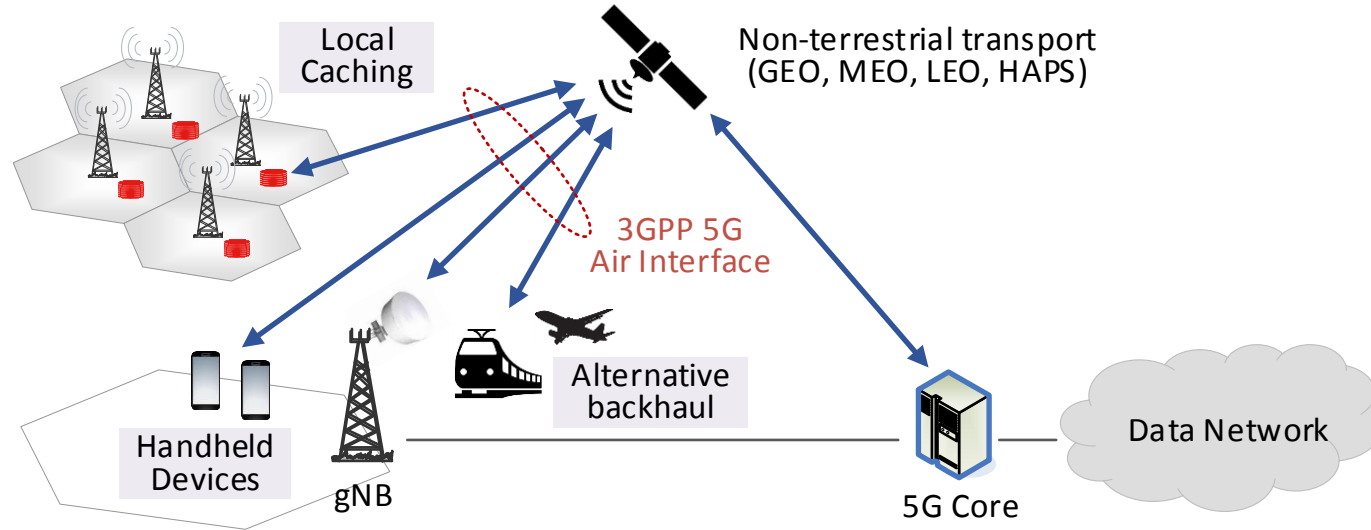 Local
Caching
Non-terrestrial transport
(GEO, MEO, LEO, HAPS)
3GPP 5G
Air Interface
Handheld
Devices
gNB
Alternative
backhaul
5G Core
Data Network